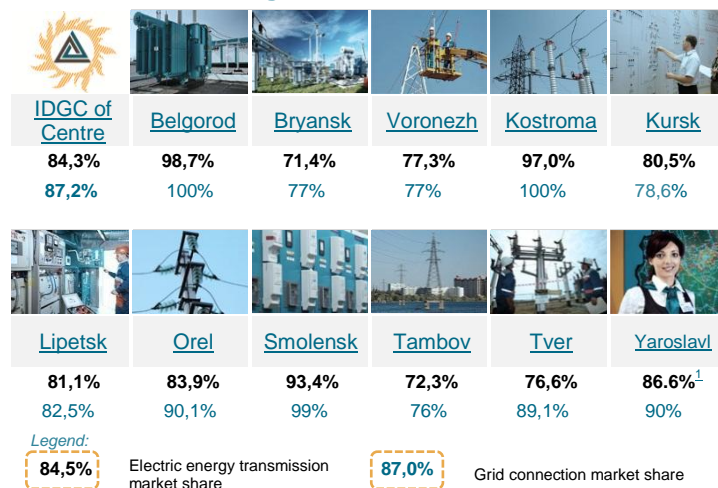 IDGC of
Centre
Belgorod
Bryansk
Voronezh
Kostroma
Kursk
84,3%
98,7%
71,4%
77,3%
97,0%
80,5%
87,2%
100%
77%
77%
100%
78,6%
Lipetsk
Orel
Smolensk
Tambov
Tver
Yaroslavl
81,1%
83,9%
93,4%
72,3%
76,6%
86.6%1
82,5%
90,1%
99%
76%
89,1%
90%
Legend:
84,5%
Electric energy transmission
market share
87,0%
Grid connection market share